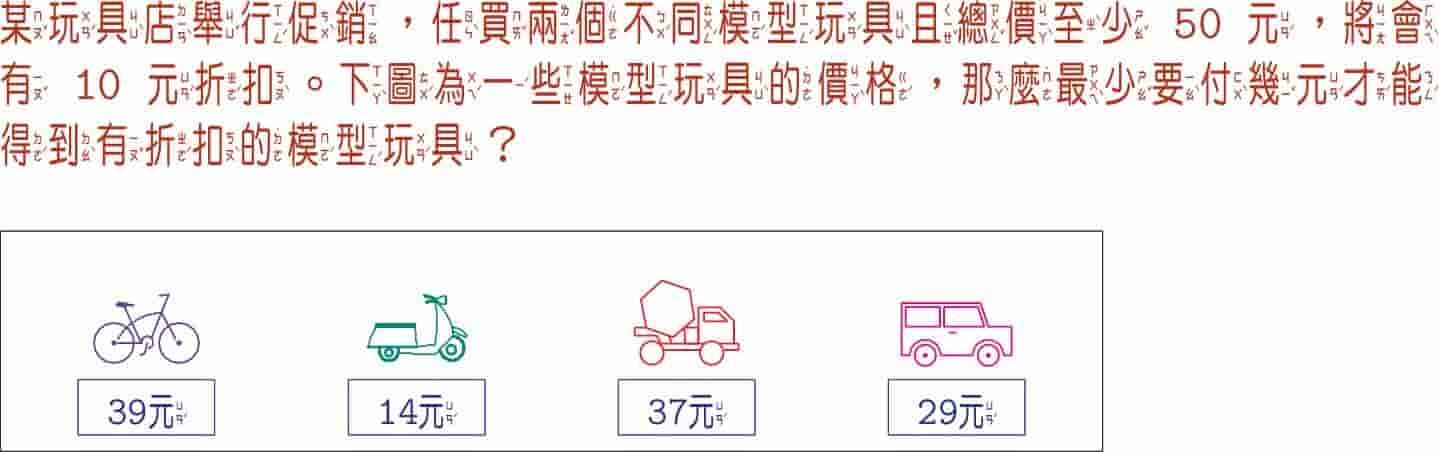 某玩具店舉行促銷，任買兩個不同模型玩具且總價至少 50 元，將會
有 10 元折扣。下圖為一些模型玩具的價格，那麼最少要付幾元才能
得到有折扣的模型玩具？
39元 14元 37元 29元